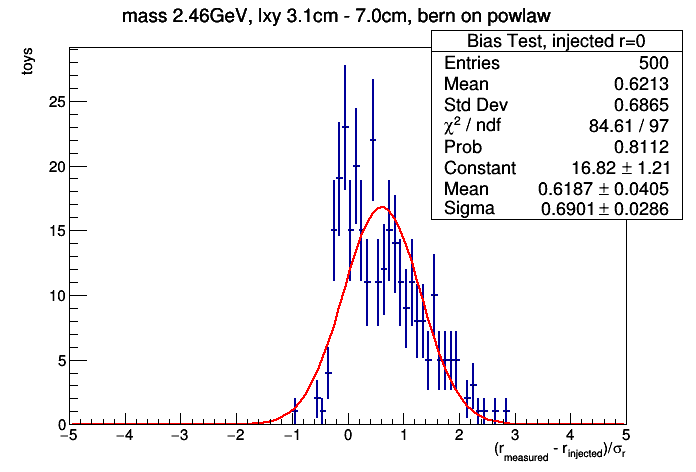 mass 2.46GeV, lxy 3.1cm - 7.0cm, bern on powlaw
Bias Test, injected r=0
Entries 500
Mean 0.6213
Std Dev 0.6865
χ² / ndf 84.61 / 97
Prob 0.8112
Constant 16.82 ± 1.21
Mean 0.6187 ± 0.0405
Sigma 0.6901 ± 0.0286
toys
25
20
15
10
5
0
−5 −4 −3 −2 −1 0 1 2 3 4 5
(r_measured - r_injected)/σ_r